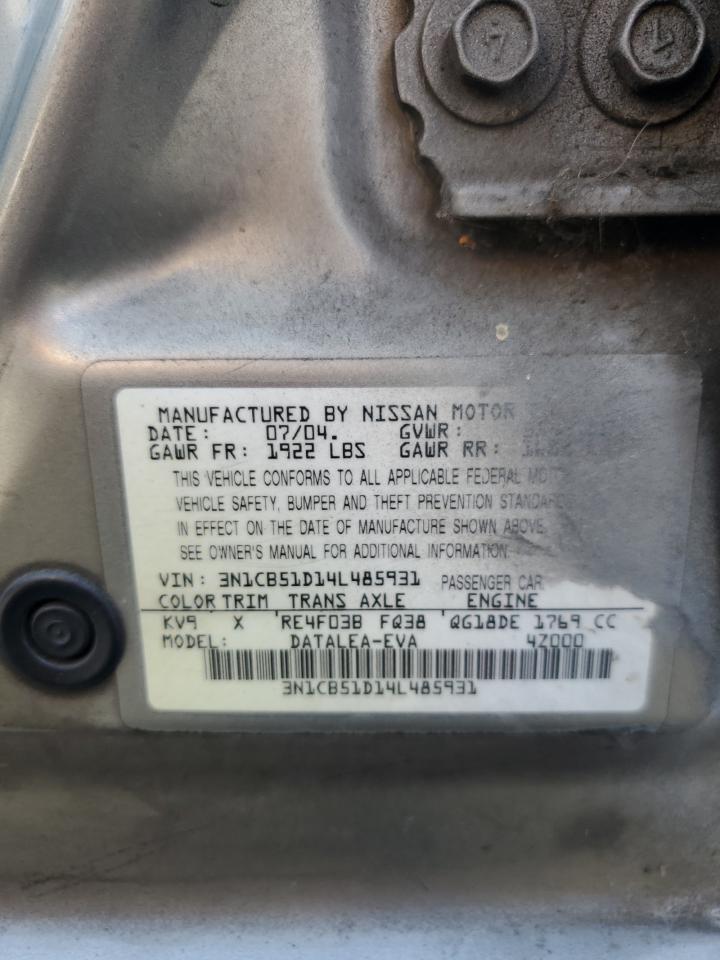 MANUFACTURED BY NISSAN MOTOR
DATE: 07/04. GVWR:
GAWR FR: 1922 LBS GAWR RR:
THIS VEHICLE CONFORMS TO ALL APPLICABLE FEDERAL MOT
VEHICLE SAFETY, BUMPER AND THEFT PREVENTION STANDARDS
IN EFFECT ON THE DATE OF MANUFACTURE SHOWN ABOVE.
SEE OWNER'S MANUAL FOR ADDITIONAL INFORMATION.
VIN: 3N1CB51D14L485931 PASSENGER CAR
COLOR TRIM TRANS AXLE ENGINE
KV9 X RE4F03B FQ38 QG18DE 1769 CC
MODEL: DATALEA-EVA 4Z000
3N1CB51D14L485931